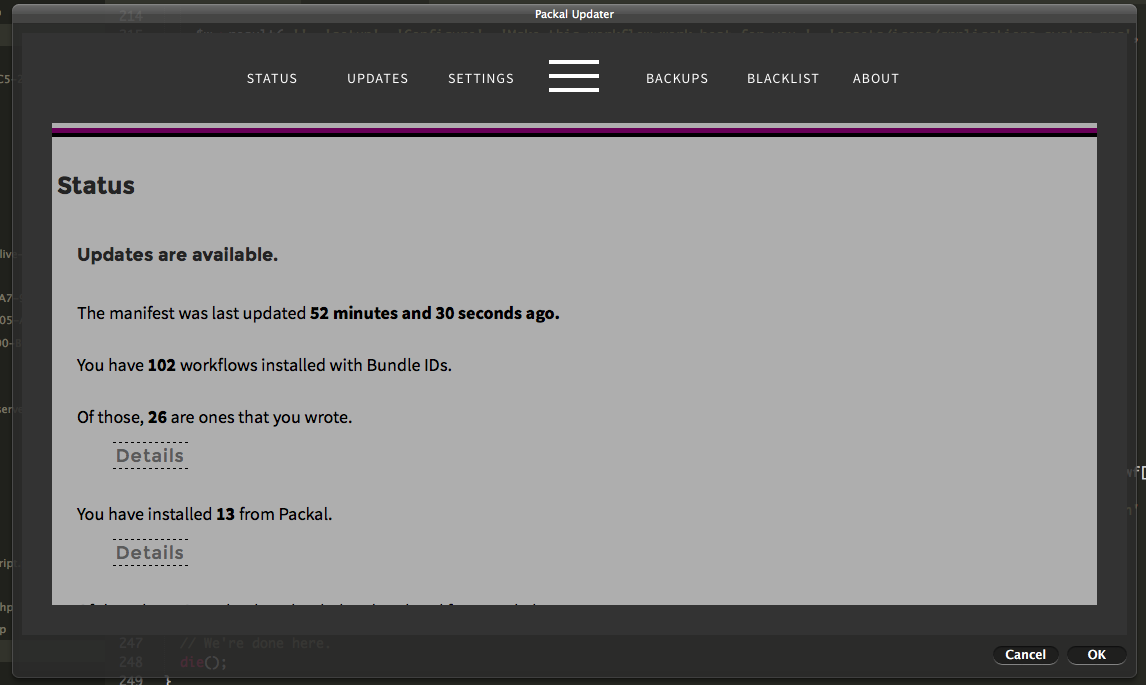 Packal Updater
STATUS UPDATES SETTINGS BACKUPS BLACKLIST ABOUT
Status
Updates are available.
The manifest was last updated 52 minutes and 30 seconds ago.
You have 102 workflows installed with Bundle IDs.
Of those, 26 are ones that you wrote.
Details
You have installed 13 from Packal.
Details
214
247 // We're done here.
248 die();
249 }
Cancel OK